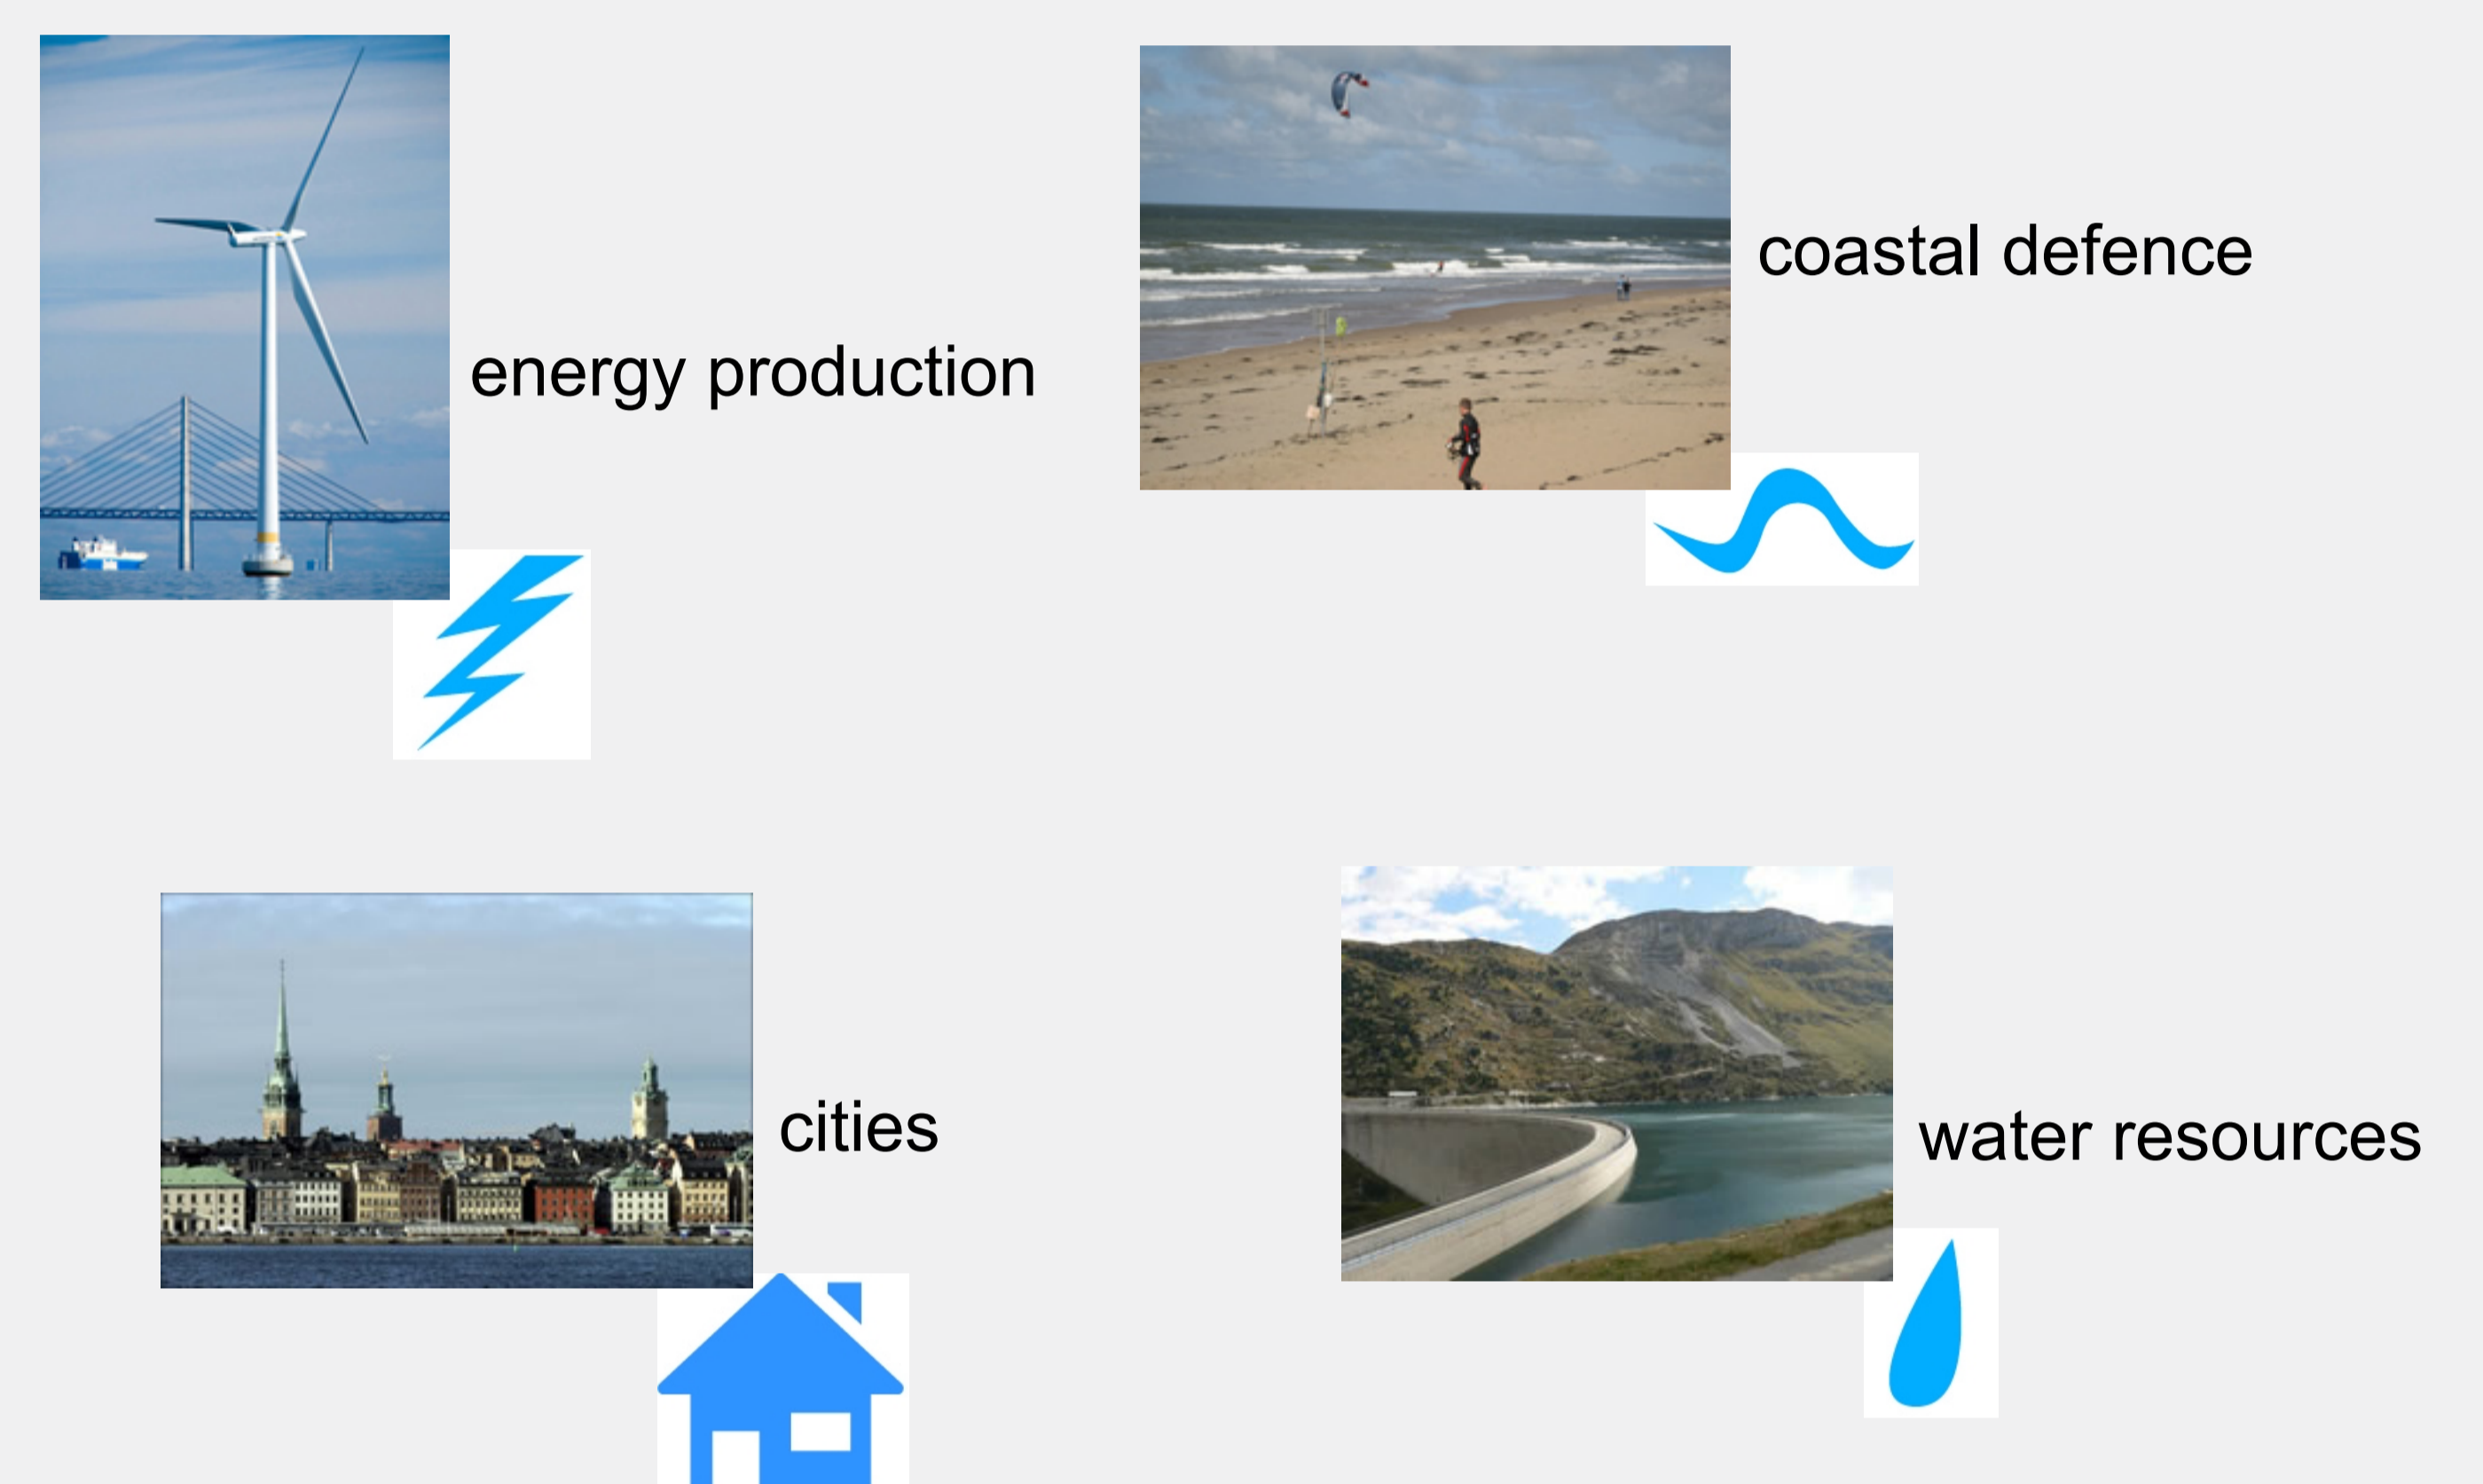 energy production
coastal defence
cities
water resources